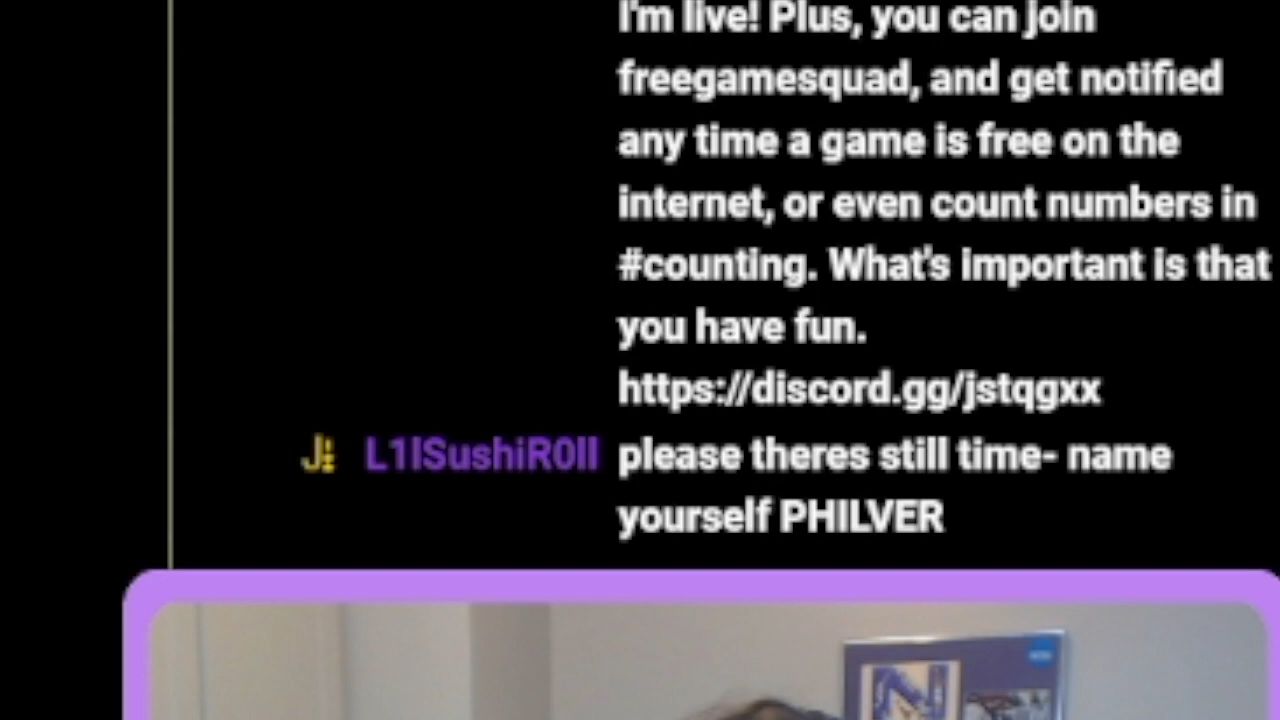 I'm live! Plus, you can join
freegamesquad, and get notified
any time a game is free on the
internet, or even count numbers in
#counting. What's important is that
you have fun.
https://discord.gg/jstqgxx
L1lSushiR0ll please theres still time- name
yourself PHILVER